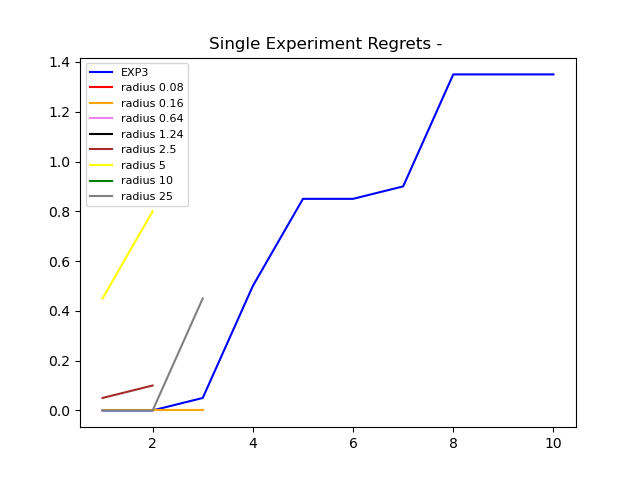 Single Experiment Regrets -
1.4
1.2
1.0
0.8
0.6
0.4
0.2
0.0
EXP3
radius 0.08
radius 0.16
radius 0.64
radius 1.24
radius 2.5
radius 5
radius 10
radius 25
2 4 6 8 10